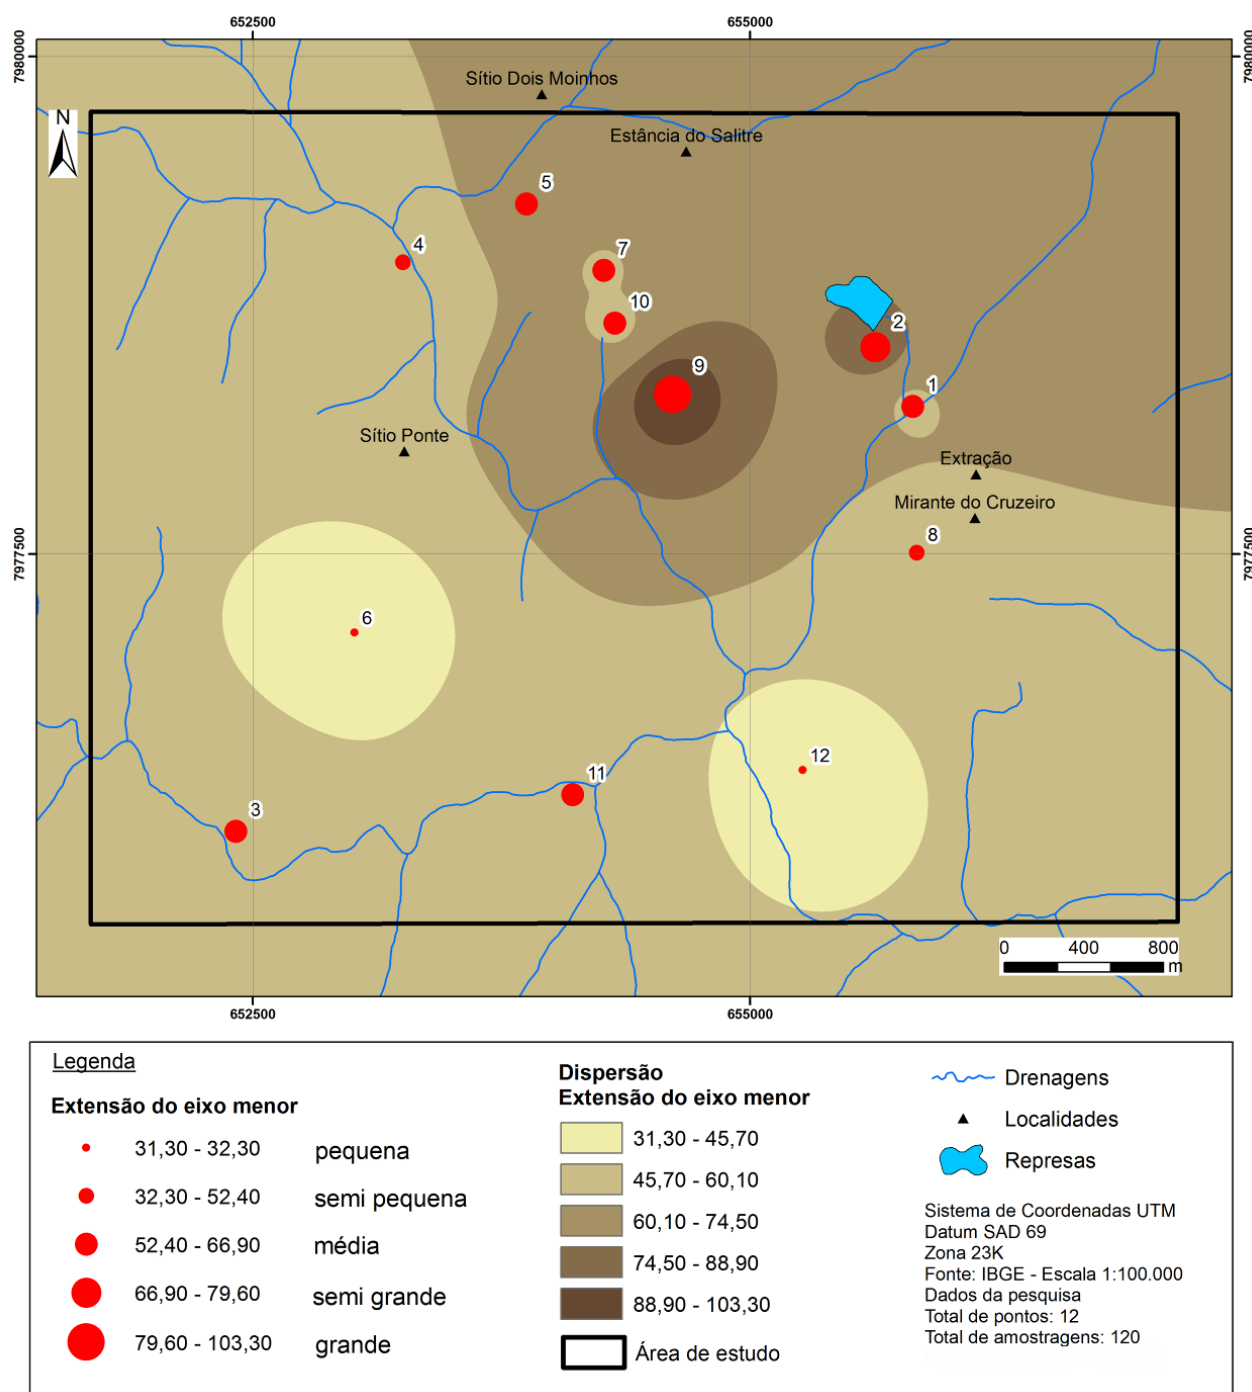 652500
655000
7980000
7980000
Sítio Dois Moinhos
N
Estância do Salitre
5
4
7
10
2
9
1
Sítio Ponte
Extração
Mirante do Cruzeiro
8
7977500
7977500
6
12
11
3
0 400 800
m
652500
655000
Legenda
Extensão do eixo menor
31,30 - 32,30 pequena
32,30 - 52,40 semi pequena
52,40 - 66,90 média
66,90 - 79,60 semi grande
79,60 - 103,30 grande
Dispersão
Extensão do eixo menor
31,30 - 45,70
45,70 - 60,10
60,10 - 74,50
74,50 - 88,90
88,90 - 103,30
Área de estudo
Drenagens
Localidades
Represas
Sistema de Coordenadas UTM
Datum SAD 69
Zona 23K
Fonte: IBGE - Escala 1:100.000
Dados da pesquisa
Total de pontos: 12
Total de amostragens: 120